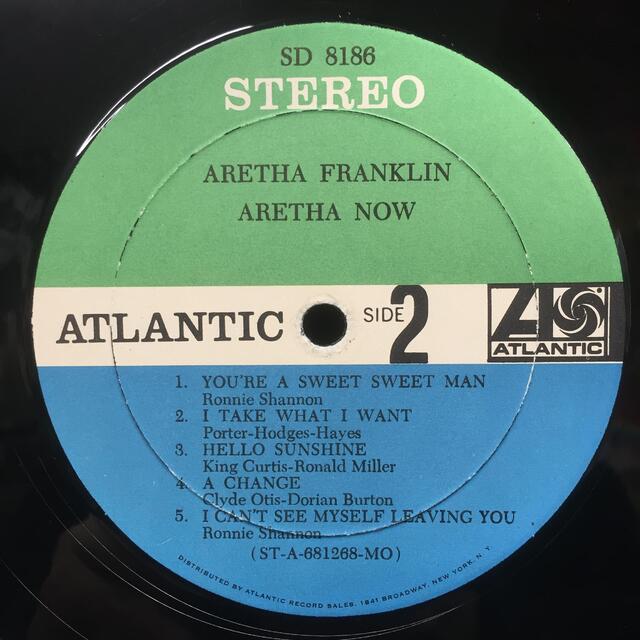 SD 8186
STEREO
ARETHA FRANKLIN
ARETHA NOW
ATLANTIC SIDE 2 ATLANTIC
1. YOU'RE A SWEET SWEET MAN
Ronnie Shannon
2. I TAKE WHAT I WANT
Porter-Hodges-Hayes
3. HELLO SUNSHINE
King Curtis-Ronald Miller
4. A CHANGE
Clyde Otis-Dorian Burton
5. I CAN'T SEE MYSELF LEAVING YOU
Ronnie Shannon
(ST-A-681268-MO)
DISTRIBUTED BY ATLANTIC RECORD SALES, 1841 BROADWAY, NEW YORK, N. Y.